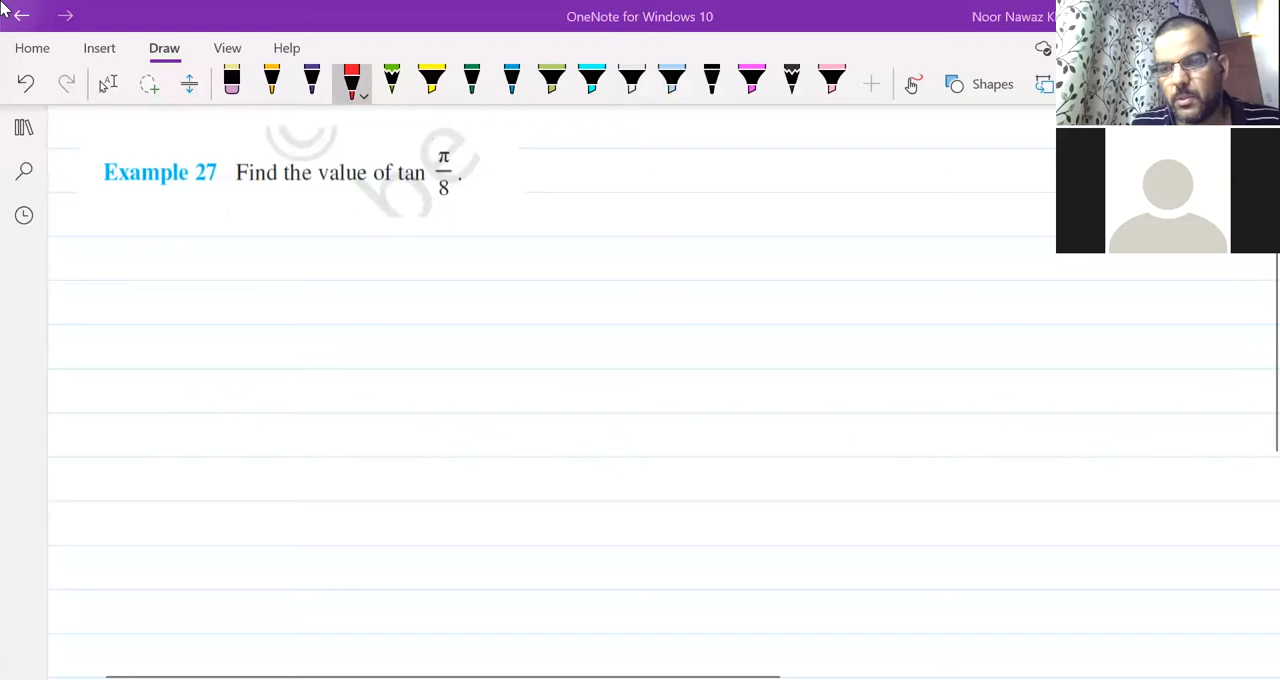 OneNote for Windows 10
Noor Nawaz K
Home Insert Draw View Help
Shapes
Example 27 Find the value of tan π/8.
be